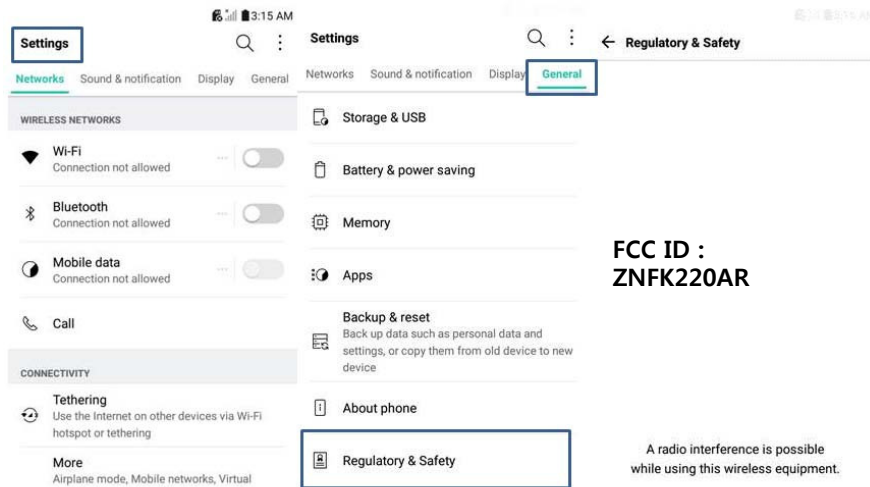 3:15 AM
Settings
Networks Sound & notification Display General
WIRELESS NETWORKS
Wi-Fi
Connection not allowed
Bluetooth
Connection not allowed
Mobile data
Connection not allowed
Call
CONNECTIVITY
Tethering
Use the Internet on other devices via Wi-Fi
hotspot or tethering
More
Airplane mode, Mobile networks, Virtual
Settings
Networks Sound & notification Display General
Storage & USB
Battery & power saving
Memory
Apps
Backup & reset
Back up data such as personal data and
settings, or copy them from old device to new
device
About phone
Regulatory & Safety
Regulatory & Safety
FCC ID :
ZNFK220AR
A radio interference is possible
while using this wireless equipment.